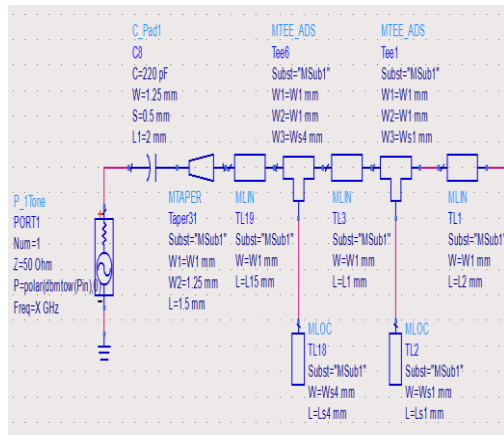 C_Pad1
C8
C=220 pF
W=1.25 mm
S=0.5 mm
L1=2 mm
MTEE_ADS
Tee6
Subst="MSub1"
W1=W1 mm
W2=W1 mm
W3=Ws4 mm
MTEE_ADS
Tee1
Subst="MSub1"
W1=W1 mm
W2=W1 mm
W3=Ws1 mm
P_1Tone
PORT1
Num=1
Z=50 Ohm
P=polar(dbmtow(Pin),0)
Freq=X GHz
MTAPER
Taper31
Subst="MSub1"
W1=W1 mm
W2=1.25 mm
L=1.5 mm
MLIN
TL19
Subst="MSub1"
W=W1 mm
L=L15 mm
MLIN
TL3
Subst="MSub1"
W=W1 mm
L=L1 mm
MLIN
TL1
Subst="MSub1"
W=W1 mm
L=L2 mm
MLOC
TL18
Subst="MSub1"
W=Ws4 mm
L=Ls4 mm
MLOC
TL2
Subst="MSub1"
W=Ws1 mm
L=Ls1 mm